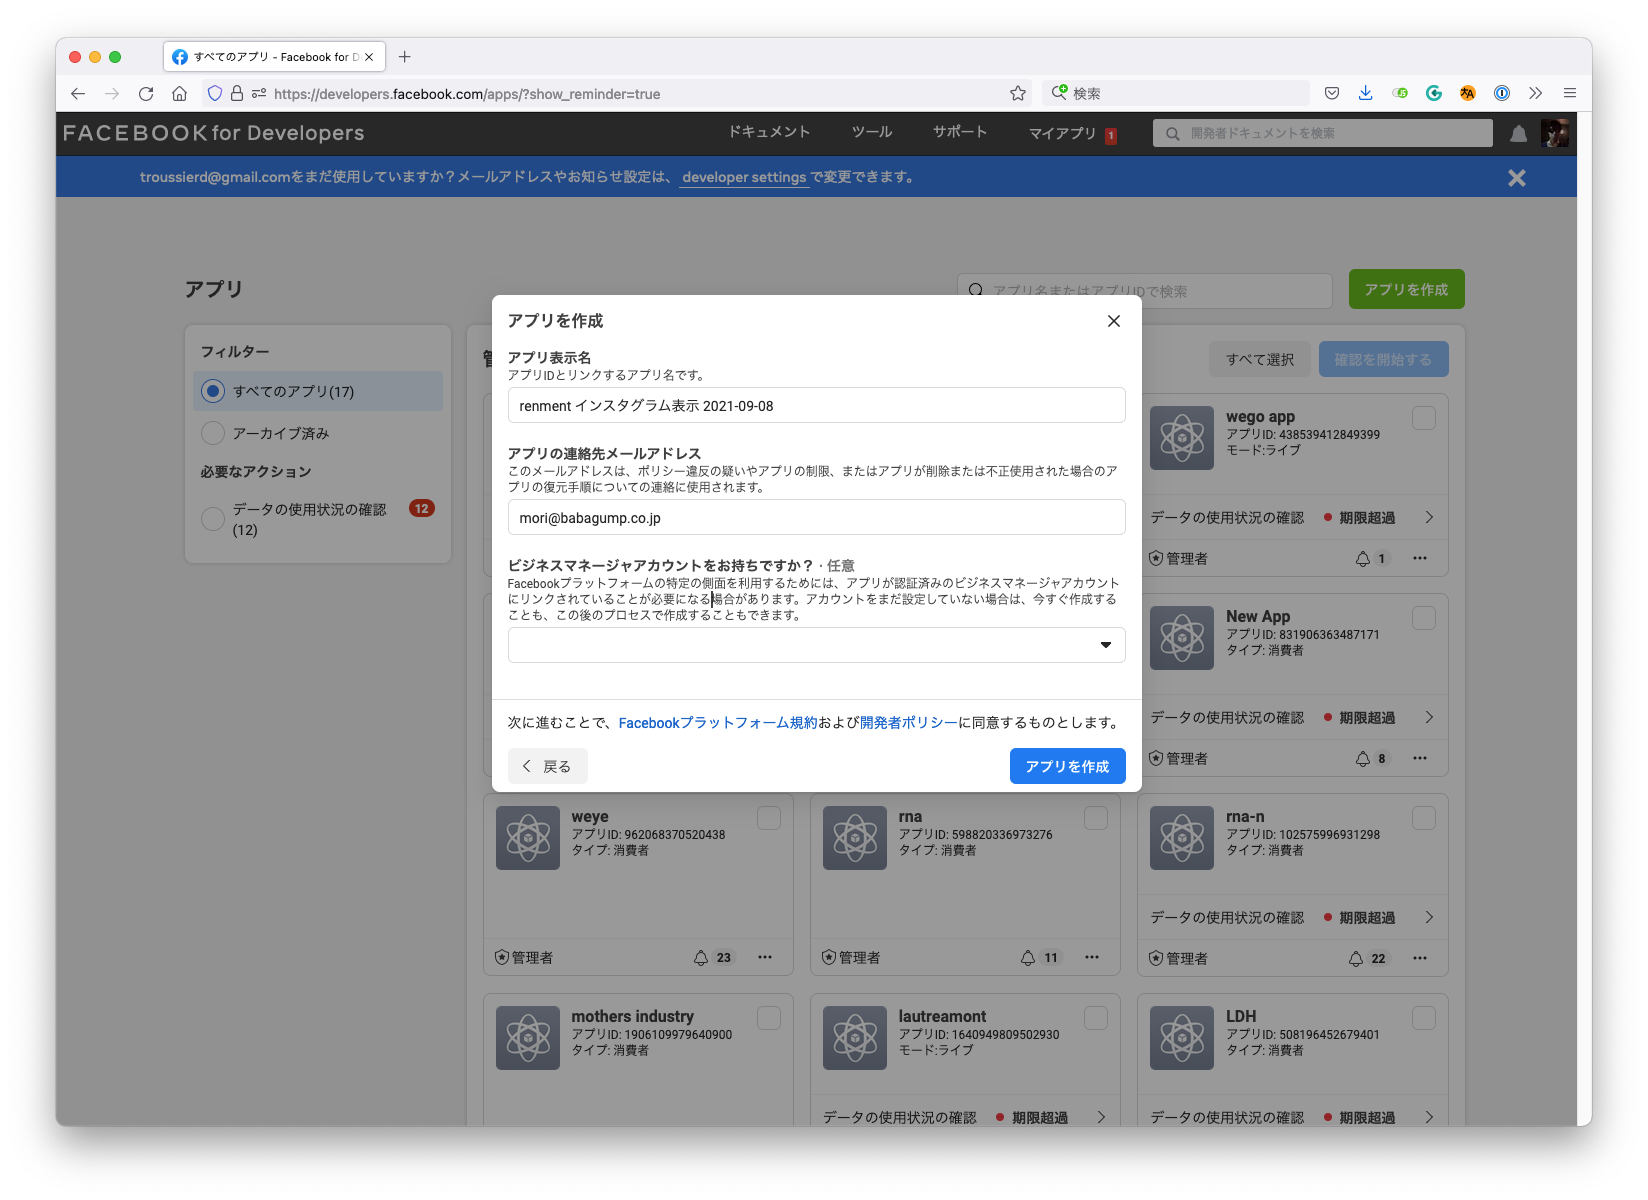 すべてのアプリ - Facebook for D
https://developers.facebook.com/apps/?show_reminder=true
検索
FACEBOOK for Developers
ドキュメント
ツール
サポート
マイアプリ 1
開発者ドキュメントを検索
troussierd@gmail.comをまだ使用していますか？メールアドレスやお知らせ設定は、 developer settings で変更できます。
アプリ
アプリ名またはアプリIDで検索
アプリを作成
フィルター
すべてのアプリ(17)
アーカイブ済み
必要なアクション
データの使用状況の確認 12
(12)
すべて選択
確認を開始する
アプリを作成
アプリ表示名
アプリIDとリンクするアプリ名です。
renment インスタグラム表示 2021-09-08
アプリの連絡先メールアドレス
このメールアドレスは、ポリシー違反の疑いやアプリの制限、またはアプリが削除または不正使用された場合のア
プリの復元手順についての連絡に使用されます。
mori@babagump.co.jp
ビジネスマネージャアカウントをお持ちですか？ · 任意
Facebookプラットフォームの特定の側面を利用するためには、アプリが認証済みのビジネスマネージャアカウント
にリンクされていることが必要になる場合があります。アカウントをまだ設定していない場合は、今すぐ作成する
ことも、この後のプロセスで作成することもできます。
次に進むことで、Facebookプラットフォーム規約および開発者ポリシーに同意するものとします。
戻る
アプリを作成
wego app
アプリID: 438539412849399
モード:ライブ
データの使用状況の確認 期限超過
管理者 1
New App
アプリID: 831906363487171
タイプ: 消費者
データの使用状況の確認 期限超過
管理者 8
weye
アプリID: 962068370520438
タイプ: 消費者
管理者 23
rna
アプリID: 598820336973276
タイプ: 消費者
管理者 11
rna-n
アプリID: 102575996931298
タイプ: 消費者
データの使用状況の確認 期限超過
管理者 22
mothers industry
アプリID: 1906109979640900
タイプ: 消費者
lautreamont
アプリID: 1640949809502930
モード:ライブ
データの使用状況の確認 期限超過
LDH
アプリID: 508196452679401
タイプ: 消費者
データの使用状況の確認 期限超過